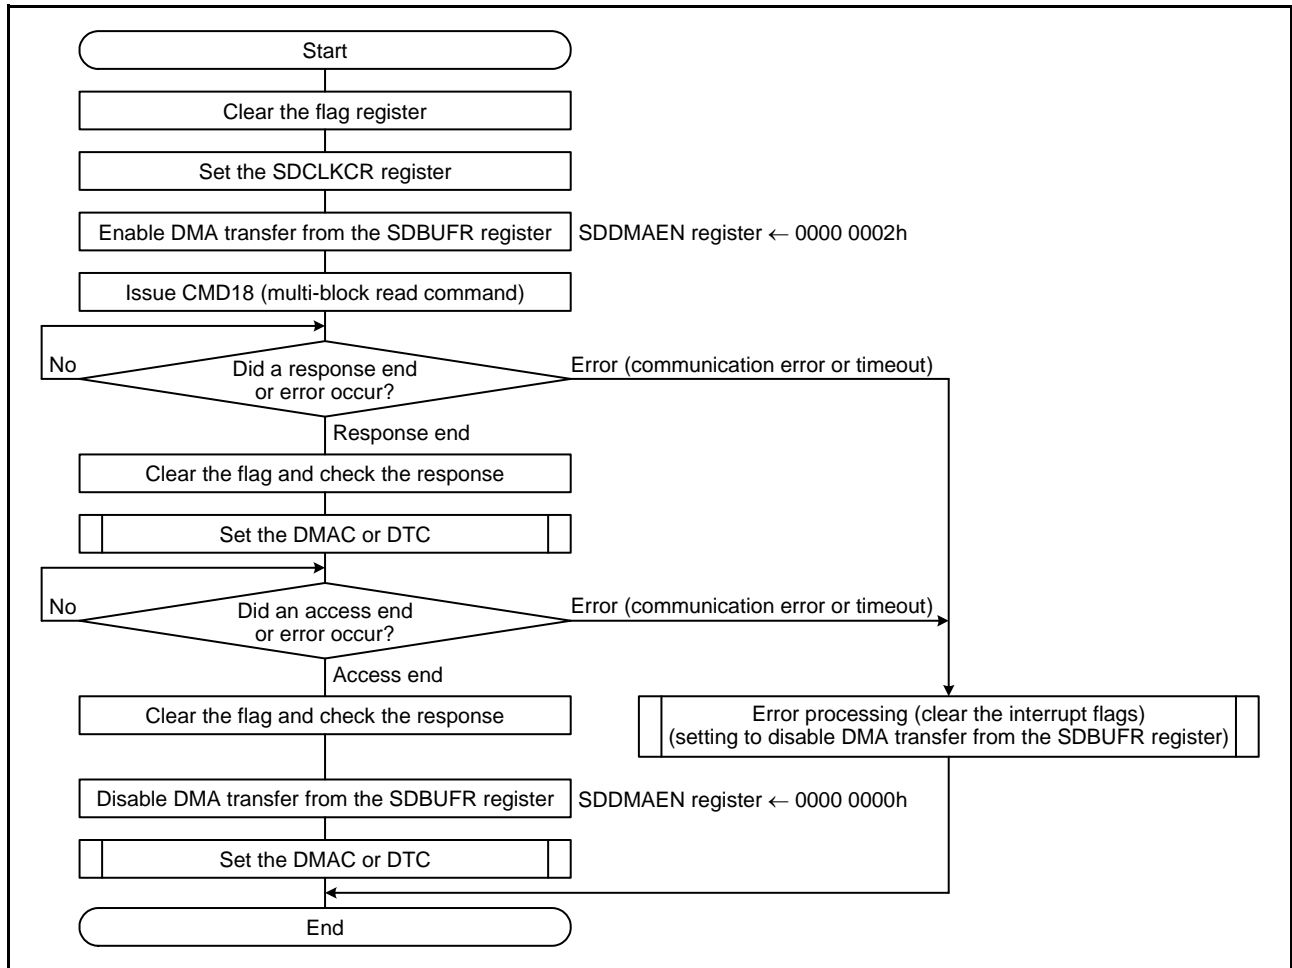 Start
Clear the flag register
Set the SDCLKCR register
Enable DMA transfer from the SDBUFR register
SDDMAEN register ← 0000 0002h
Issue CMD18 (multi-block read command)
No
Did a response end
or error occur?
Error (communication error or timeout)
Response end
Clear the flag and check the response
Set the DMAC or DTC
No
Did an access end
or error occur?
Error (communication error or timeout)
Access end
Clear the flag and check the response
Error processing (clear the interrupt flags)
(setting to disable DMA transfer from the SDBUFR register)
Disable DMA transfer from the SDBUFR register
SDDMAEN register ← 0000 0000h
Set the DMAC or DTC
End